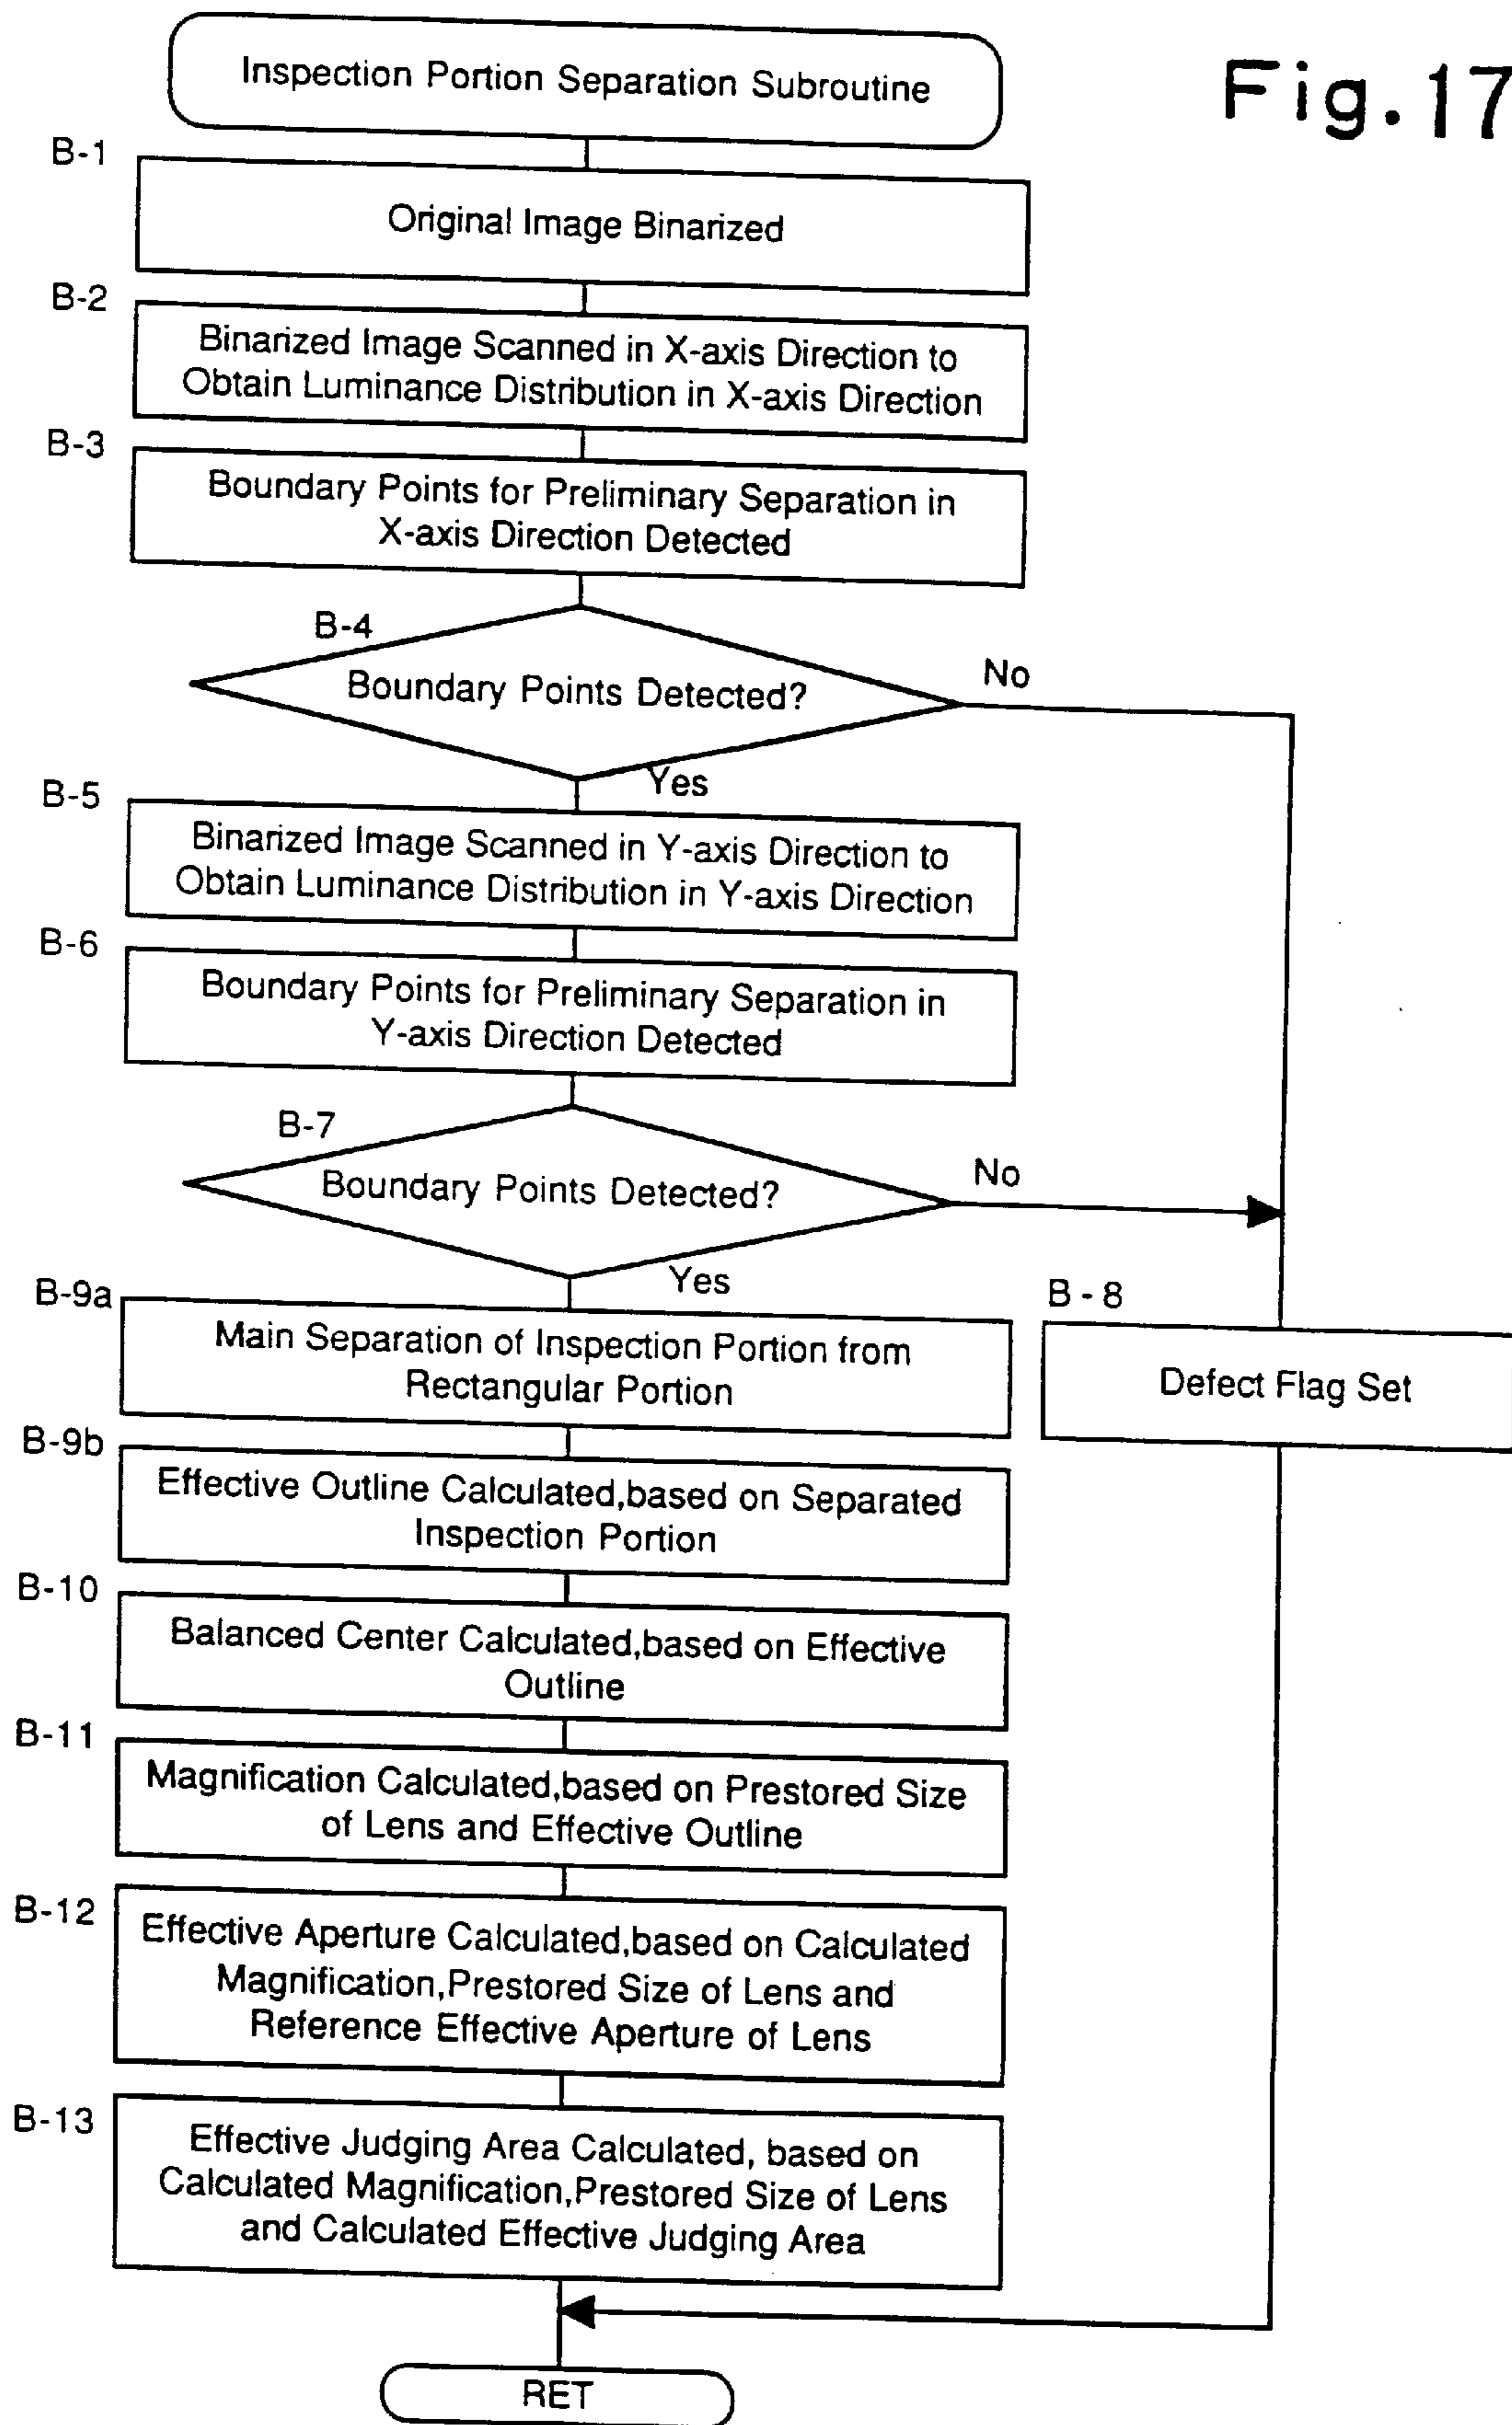 Fig.17
Inspection Portion Separation Subroutine
B-1
Original Image Binarized
B-2
Binarized Image Scanned in X-axis Direction to
Obtain Luminance Distribution in X-axis Direction
B-3
Boundary Points for Preliminary Separation in
X-axis Direction Detected
B-4
Boundary Points Detected?
No
Yes
B-5
Binarized Image Scanned in Y-axis Direction to
Obtain Luminance Distribution in Y-axis Direction
B-6
Boundary Points for Preliminary Separation in
Y-axis Direction Detected
B-7
Boundary Points Detected?
No
Yes
B-8
Defect Flag Set
B-9a
Main Separation of Inspection Portion from
Rectangular Portion
B-9b
Effective Outline Calculated,based on Separated
Inspection Portion
B-10
Balanced Center Calculated,based on Effective
Outline
B-11
Magnification Calculated,based on Prestored Size
of Lens and Effective Outline
B-12
Effective Aperture Calculated,based on Calculated
Magnification,Prestored Size of Lens and
Reference Effective Aperture of Lens
B-13
Effective Judging Area Calculated, based on
Calculated Magnification,Prestored Size of Lens
and Calculated Effective Judging Area
RET